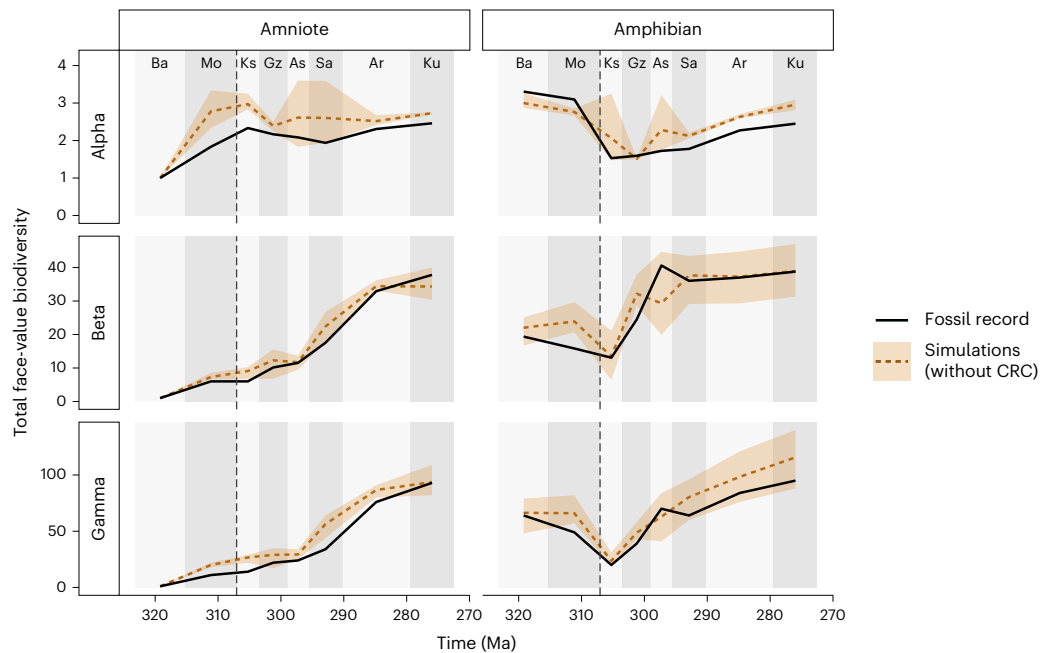 Amniote
Amphibian
Ba Mo Ks Gz As Sa Ar Ku
Ba Mo Ks Gz As Sa Ar Ku
Total face-value biodiversity
Alpha
4
3
2
1
0
Beta
40
30
20
10
0
Gamma
100
50
0
Fossil record
Simulations
(without CRC)
320 310 300 290 280 270
320 310 300 290 280 270
Time (Ma)